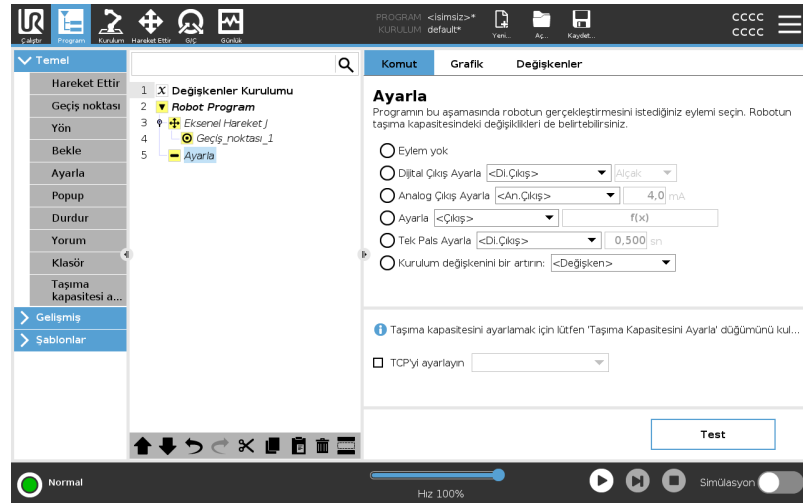 PROGRAM <isimsiz>*
KURULUM default*
Çalıştır Program Kurulum Hareket Ettir G/Ç Günlük Yeni... Aç... Kaydet...
cccc
cccc
Temel
Hareket Ettir
Geçiş noktası
Yön
Bekle
Ayarla
Popup
Durdur
Yorum
Klasör
Taşıma
kapasitesi a...
Gelişmiş
Şablonlar
1 X Değişkenler Kurulumu
2 Robot Program
3 Eksenel Hareket J
4 Geçiş_noktası_1
5 Ayarla
Komut Grafik Değişkenler
Ayarla
Programın bu aşamasında robotun gerçekleştirmesini istediğiniz eylemi seçin. Robotun
taşıma kapasitesindeki değişiklikleri de belirtebilirsiniz.
Eylem yok
Dijital Çıkış Ayarla <Di.Çıkış> Alçak
Analog Çıkış Ayarla <An.Çıkış> 4,0 mA
Ayarla <Çıkış> f(x)
Tek Pals Ayarla <Di.Çıkış> 0,500 sn
Kurulum değişkenini bir artırın: <Değişken>
Taşıma kapasitesini ayarlamak için lütfen 'Taşıma Kapasitesini Ayarla' düğümünü kul...
TCP'yi ayarlayın
Test
Normal
Hız 100%
Simülasyon